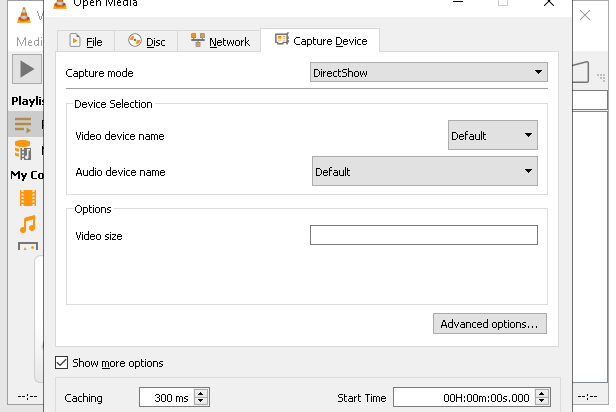 Open Media
Medi
File
Disc
Network
Capture Device
Capture mode
DirectShow
Playlis
Device Selection
Video device name
Default
Audio device name
Default
My Co
Options
Video size
Advanced options...
Show more options
Caching
300 ms
Start Time
00H:00m:00s.000
--:--
--:--